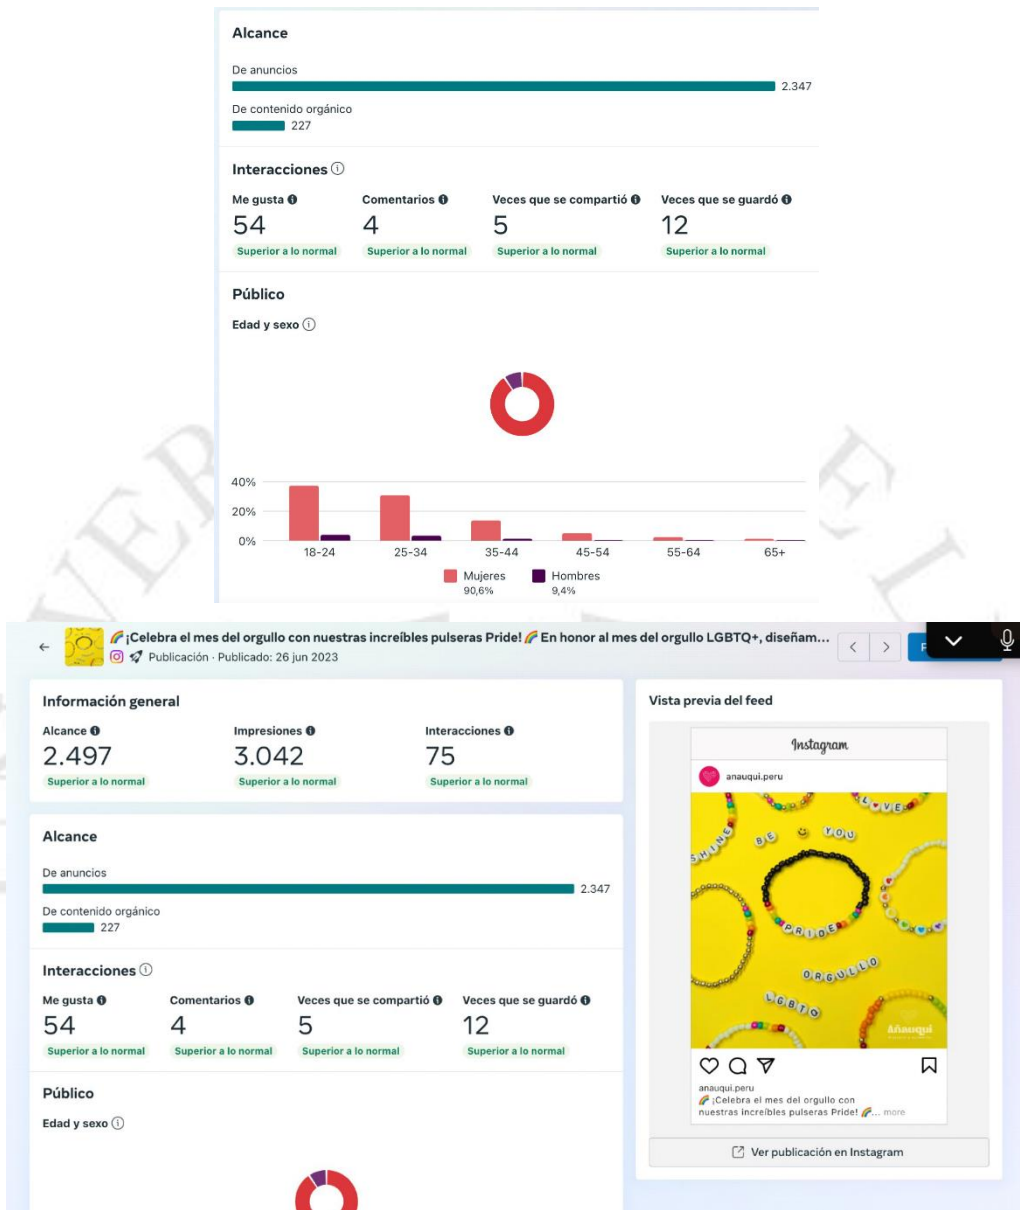 Alcance
De anuncios
2.347
De contenido orgánico
227
Interacciones
Me gusta Comentarios Veces que se compartió Veces que se guardó
54 4 5 12
Superior a lo normal Superior a lo normal Superior a lo normal Superior a lo normal
Público
Edad y sexo
40%
20%
0%
18-24 25-34 35-44 45-54 55-64 65+
Mujeres Hombres
90,6% 9,4%
🌈¡Celebra el mes del orgullo con nuestras increíbles pulseras Pride!🌈 En honor al mes del orgullo LGBTQ+, diseñam...
Publicación · Publicado: 26 jun 2023
Información general
Alcance Impresiones Interacciones
2.497 3.042 75
Superior a lo normal Superior a lo normal Superior a lo normal
Alcance
De anuncios
2.347
De contenido orgánico
227
Interacciones
Me gusta Comentarios Veces que se compartió Veces que se guardó
54 4 5 12
Superior a lo normal Superior a lo normal Superior a lo normal Superior a lo normal
Público
Edad y sexo
Vista previa del feed
Instagram
anauqui.peru
LOVE
SHINE
BE YOU
PRIDE
ORGULLO
LGBTQ
Añauqui
anauqui.peru
🌈 ¡Celebra el mes del orgullo con
nuestras increíbles pulseras Pride! 🌈... more
Ver publicación en Instagram